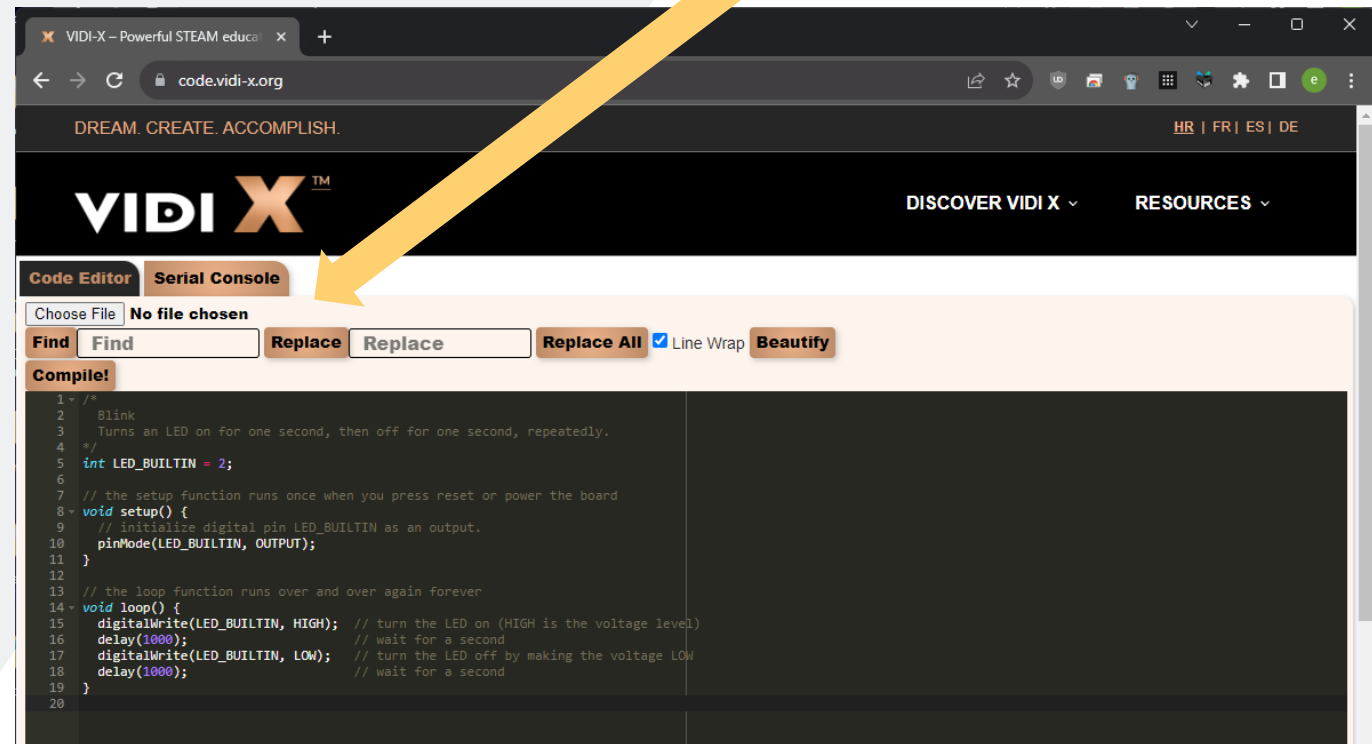 VIDI-X – Powerful STEAM educat
code.vidi-x.org
e
DREAM. CREATE. ACCOMPLISH.
HR | FR | ES | DE
VIDI X™
DISCOVER VIDI X
RESOURCES
Code Editor
Serial Console
Choose File No file chosen
Find Find Replace Replace Replace All Line Wrap Beautify
Compile!
1 /*
2 Blink
3 Turns an LED on for one second, then off for one second, repeatedly.
4 */
5 int LED_BUILTIN = 2;
6
7 // the setup function runs once when you press reset or power the board
8 void setup() {
9 // initialize digital pin LED_BUILTIN as an output.
10 pinMode(LED_BUILTIN, OUTPUT);
11 }
12
13 // the loop function runs over and over again forever
14 void loop() {
15 digitalWrite(LED_BUILTIN, HIGH); // turn the LED on (HIGH is the voltage level)
16 delay(1000); // wait for a second
17 digitalWrite(LED_BUILTIN, LOW); // turn the LED off by making the voltage LOW
18 delay(1000); // wait for a second
19 }
20